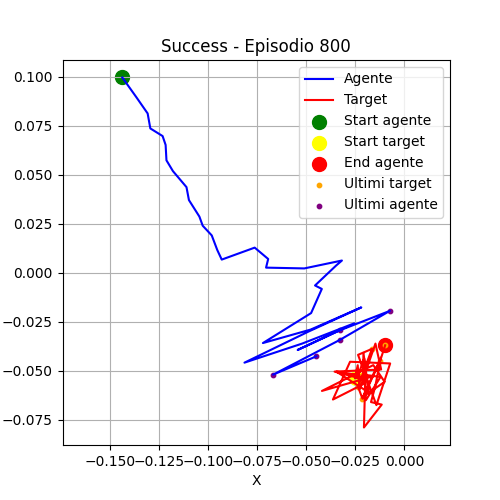 Success - Episodio 800
Agente
Target
Start agente
Start target
End agente
Ultimi target
Ultimi agente
0.100
0.075
0.050
0.025
0.000
−0.025
−0.050
−0.075
−0.150 −0.125 −0.100 −0.075 −0.050 −0.025 0.000
X